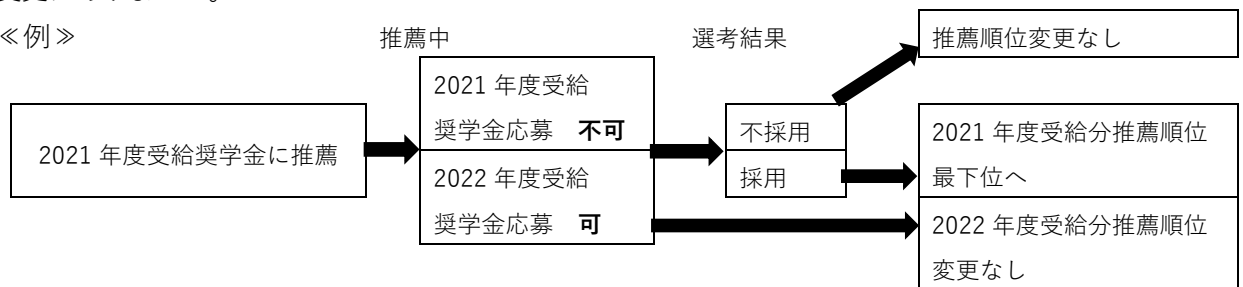 ≪例≫
推薦中
選考結果
推薦順位変更なし
2021 年度受給奨学金に推薦
2021 年度受給
奨学金応募　不可
2022 年度受給
奨学金応募　可
不採用
採用
2021 年度受給分推薦順位
最下位へ
2022 年度受給分推薦順位
変更なし